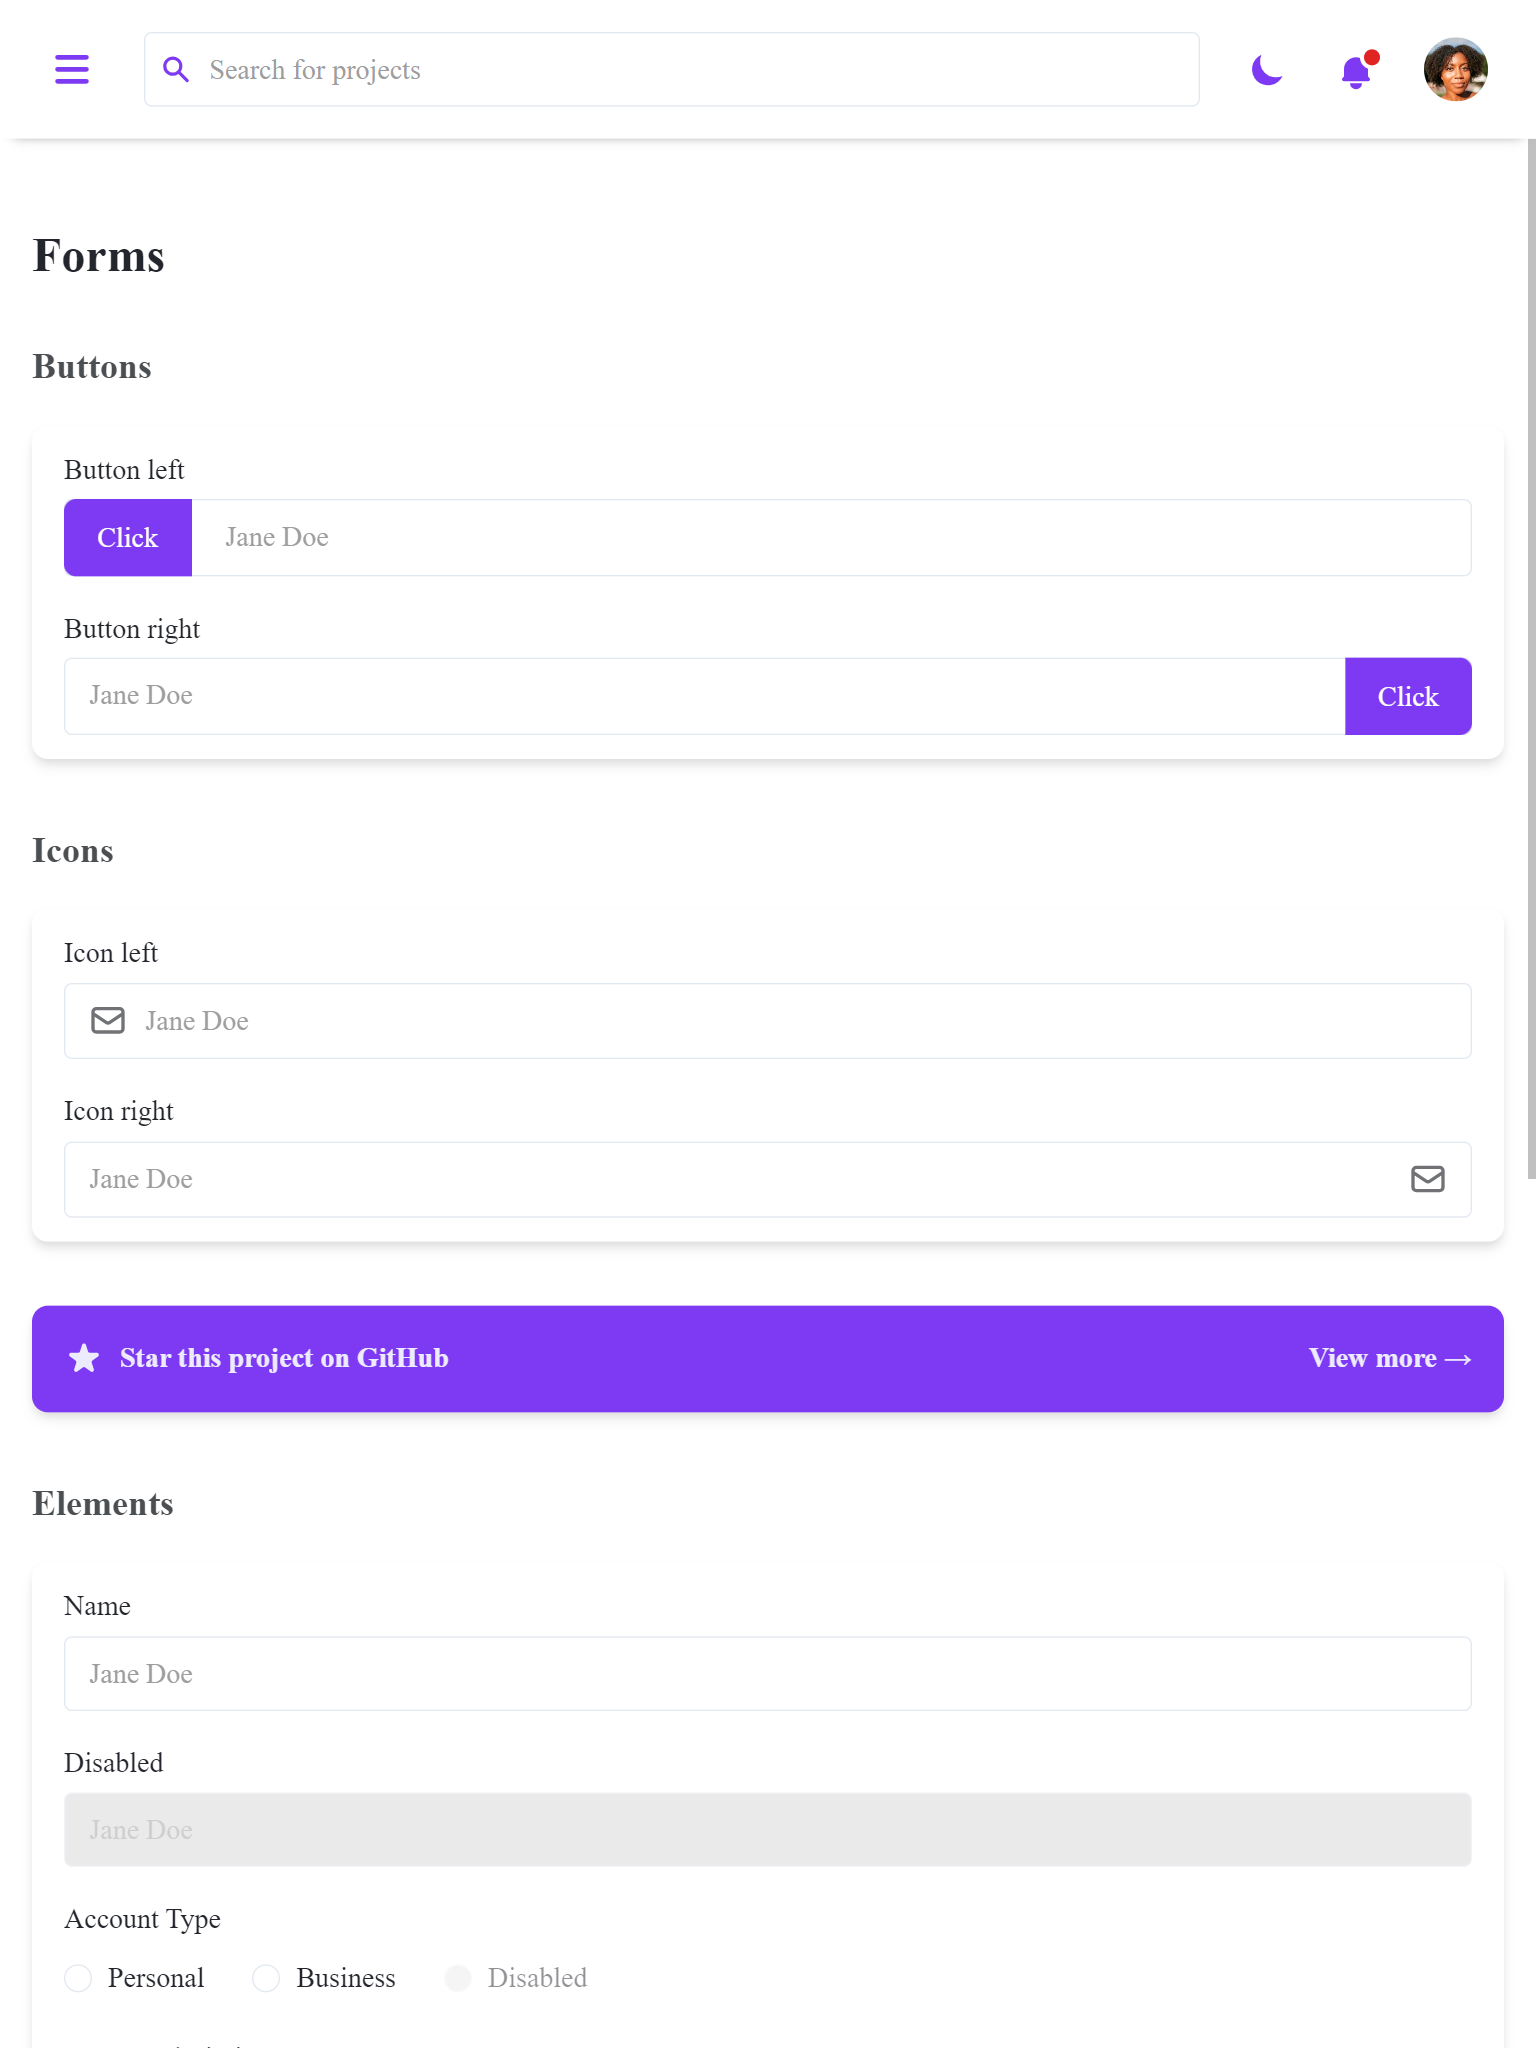 Search for projects
Forms
Buttons
Button left
Click
Jane Doe
Button right
Jane Doe
Click
Icons
Icon left
Jane Doe
Icon right
Jane Doe
Star this project on GitHub
View more →
Elements
Name
Jane Doe
Disabled
Jane Doe
Account Type
Personal
Business
Disabled